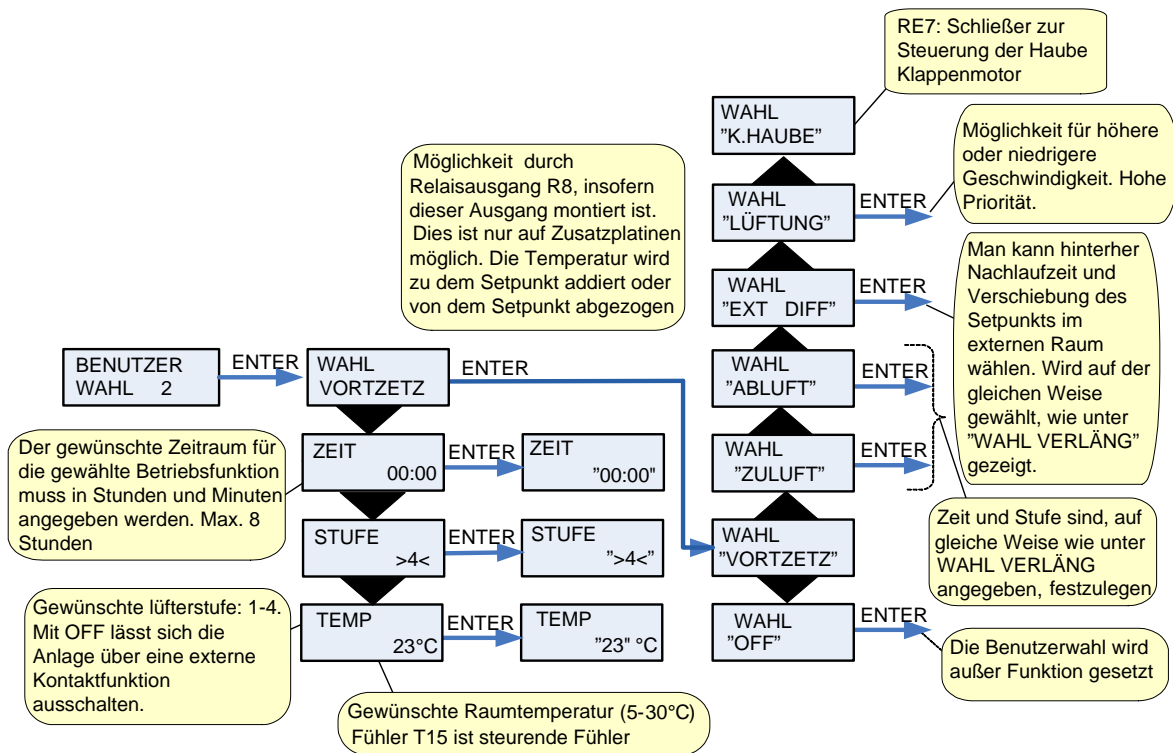 RE7: Schließer zur
Steuerung der Haube
Klappenmotor
WAHL
"K.HAUBE"
Möglichkeit für höhere
oder niedrigere
Geschwindigkeit. Hohe
Priorität.
Möglichkeit durch
Relaisausgang R8, insofern
dieser Ausgang montiert ist.
Dies ist nur auf Zusatzplatinen
möglich. Die Temperatur wird
zu dem Setpunkt addiert oder
von dem Setpunkt abgezogen
WAHL
"LÜFTUNG"
ENTER
WAHL
"EXT DIFF"
ENTER
Man kann hinterher
Nachlaufzeit und
Verschiebung des
Setpunkts im
externen Raum
wählen. Wird auf der
gleichen Weise
gewählt, wie unter
"WAHL VERLÄNG"
gezeigt.
BENUTZER
WAHL 2
ENTER
WAHL
VORTZETZ
ENTER
WAHL
"ABLUFT"
ENTER
Der gewünschte Zeitraum für
die gewählte Betriebsfunktion
muss in Stunden und Minuten
angegeben werden. Max. 8
Stunden
ZEIT
00:00
ENTER
ZEIT
"00:00"
WAHL
"ZULUFT"
ENTER
Zeit und Stufe sind, auf
gleiche Weise wie unter
WAHL VERLÄNG
angegeben, festzulegen
STUFE
>4<
ENTER
STUFE
">4<"
WAHL
"VORTZETZ"
Gewünschte lüfterstufe: 1-4.
Mit OFF lässt sich die
Anlage über eine externe
Kontaktfunktion
ausschalten.
TEMP
23°C
ENTER
TEMP
"23" °C
WAHL
"OFF"
ENTER
Die Benutzerwahl wird
außer Funktion gesetzt
Gewünschte Raumtemperatur (5-30°C)
Fühler T15 ist steurende Fühler